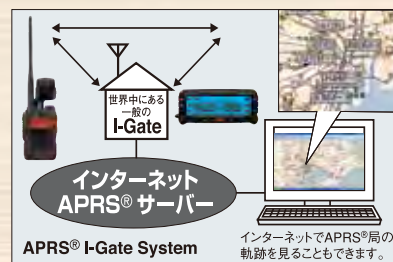 世界中にある
一般の
I-Gate
インターネット
APRS® サーバー
APRS® I-Gate System
インターネットでAPRS®局の
軌跡を見ることもできます。